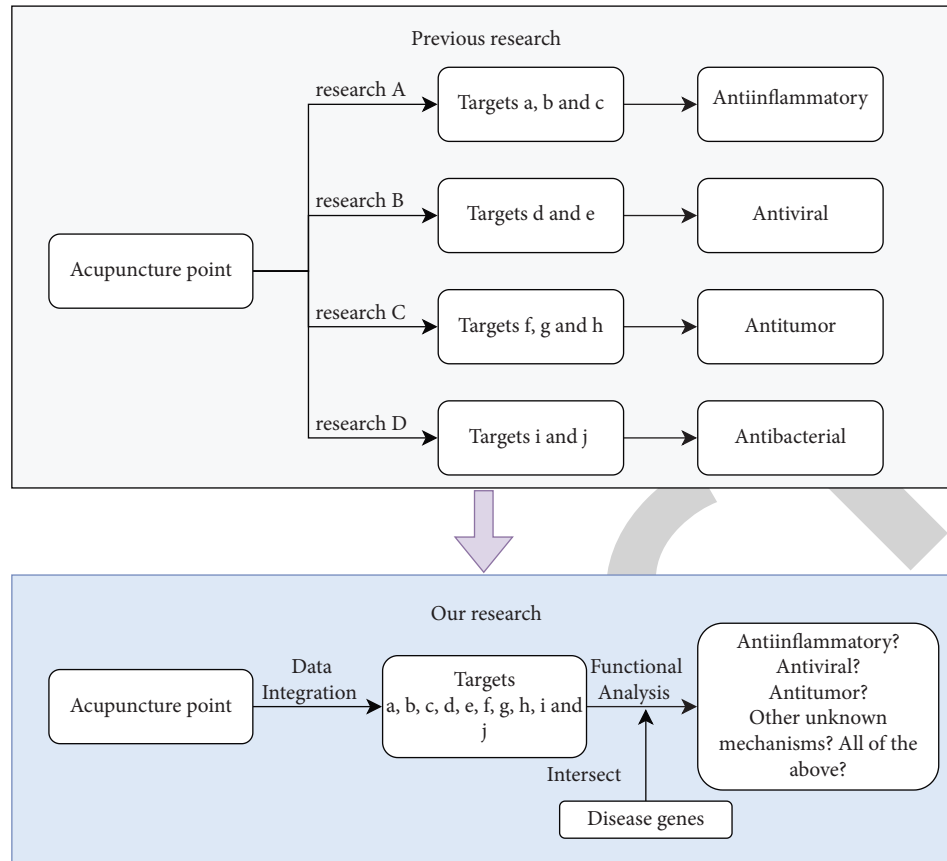 Previous research
research A
Targets a, b and c
Antiinflammatory
research B
Targets d and e
Antiviral
Acupuncture point
research C
Targets f, g and h
Antitumor
research D
Targets i and j
Antibacterial
Our research
Acupuncture point
Data
Integration
Targets
a, b, c, d, e, f, g, h, i and
j
Functional
Analysis
Intersect
Disease genes
Antiinflammatory?
Antiviral?
Antitumor?
Other unknown
mechanisms? All of the
above?